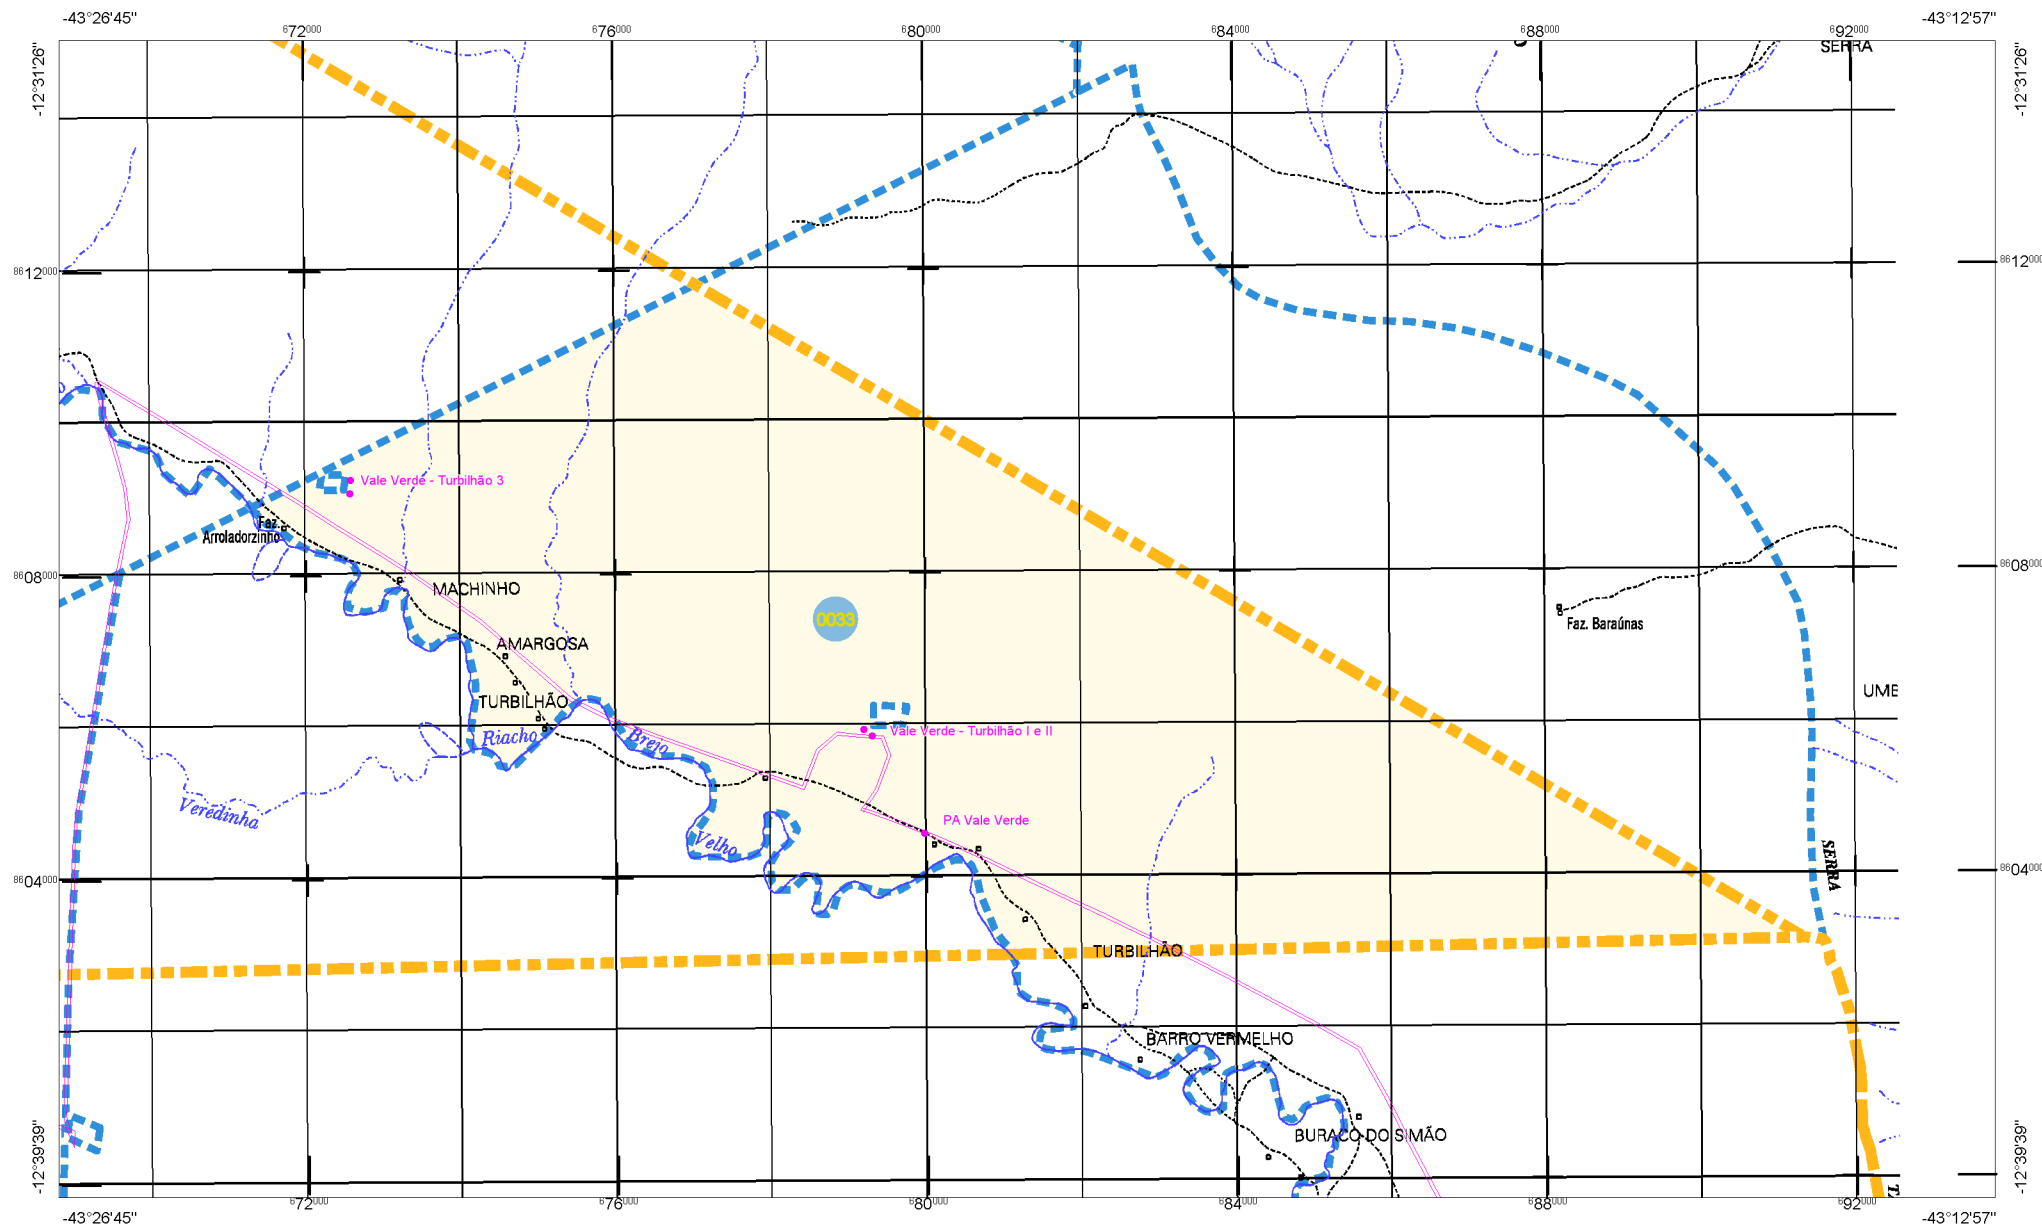 -43°26'45"
-43°12'57"
672000
676000
680000
684000
688000
692000
-12°31'26"
-12°31'26"
SERRA
8612000
8612000
Vale Verde - Turbilhão 3
Faz.
Arroladorzinho
8608000
8608000
MACHINHO
0033
Faz. Baraúnas
AMARGOSA
TURBILHÃO
UME
Riacho
Brejo
Vale Verde - Turbilhão I e II
Veredinha
PA Vale Verde
Velho
SERRA
8604000
8604000
TURBILHÃO
BARRO VERMELHO
BURACO DO SIMÃO
-12°39'39"
-12°39'39"
672000
676000
680000
684000
688000
692000
-43°26'45"
-43°12'57"